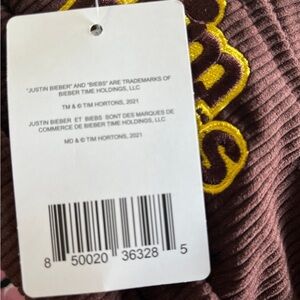 "JUSTIN BIEBER" AND "BIEBS" ARE TRADEMARKS OF
BIEBER TIME HOLDINGS, LLC
TM & © TIM HORTONS, 2021
JUSTIN BIEBER ET BIEBS SONT DES MARQUES DE
COMMERCE DE BIEBER TIME HOLDINGS, LLC
MD & © TIM HORTONS, 2021
8 50020 36328 5